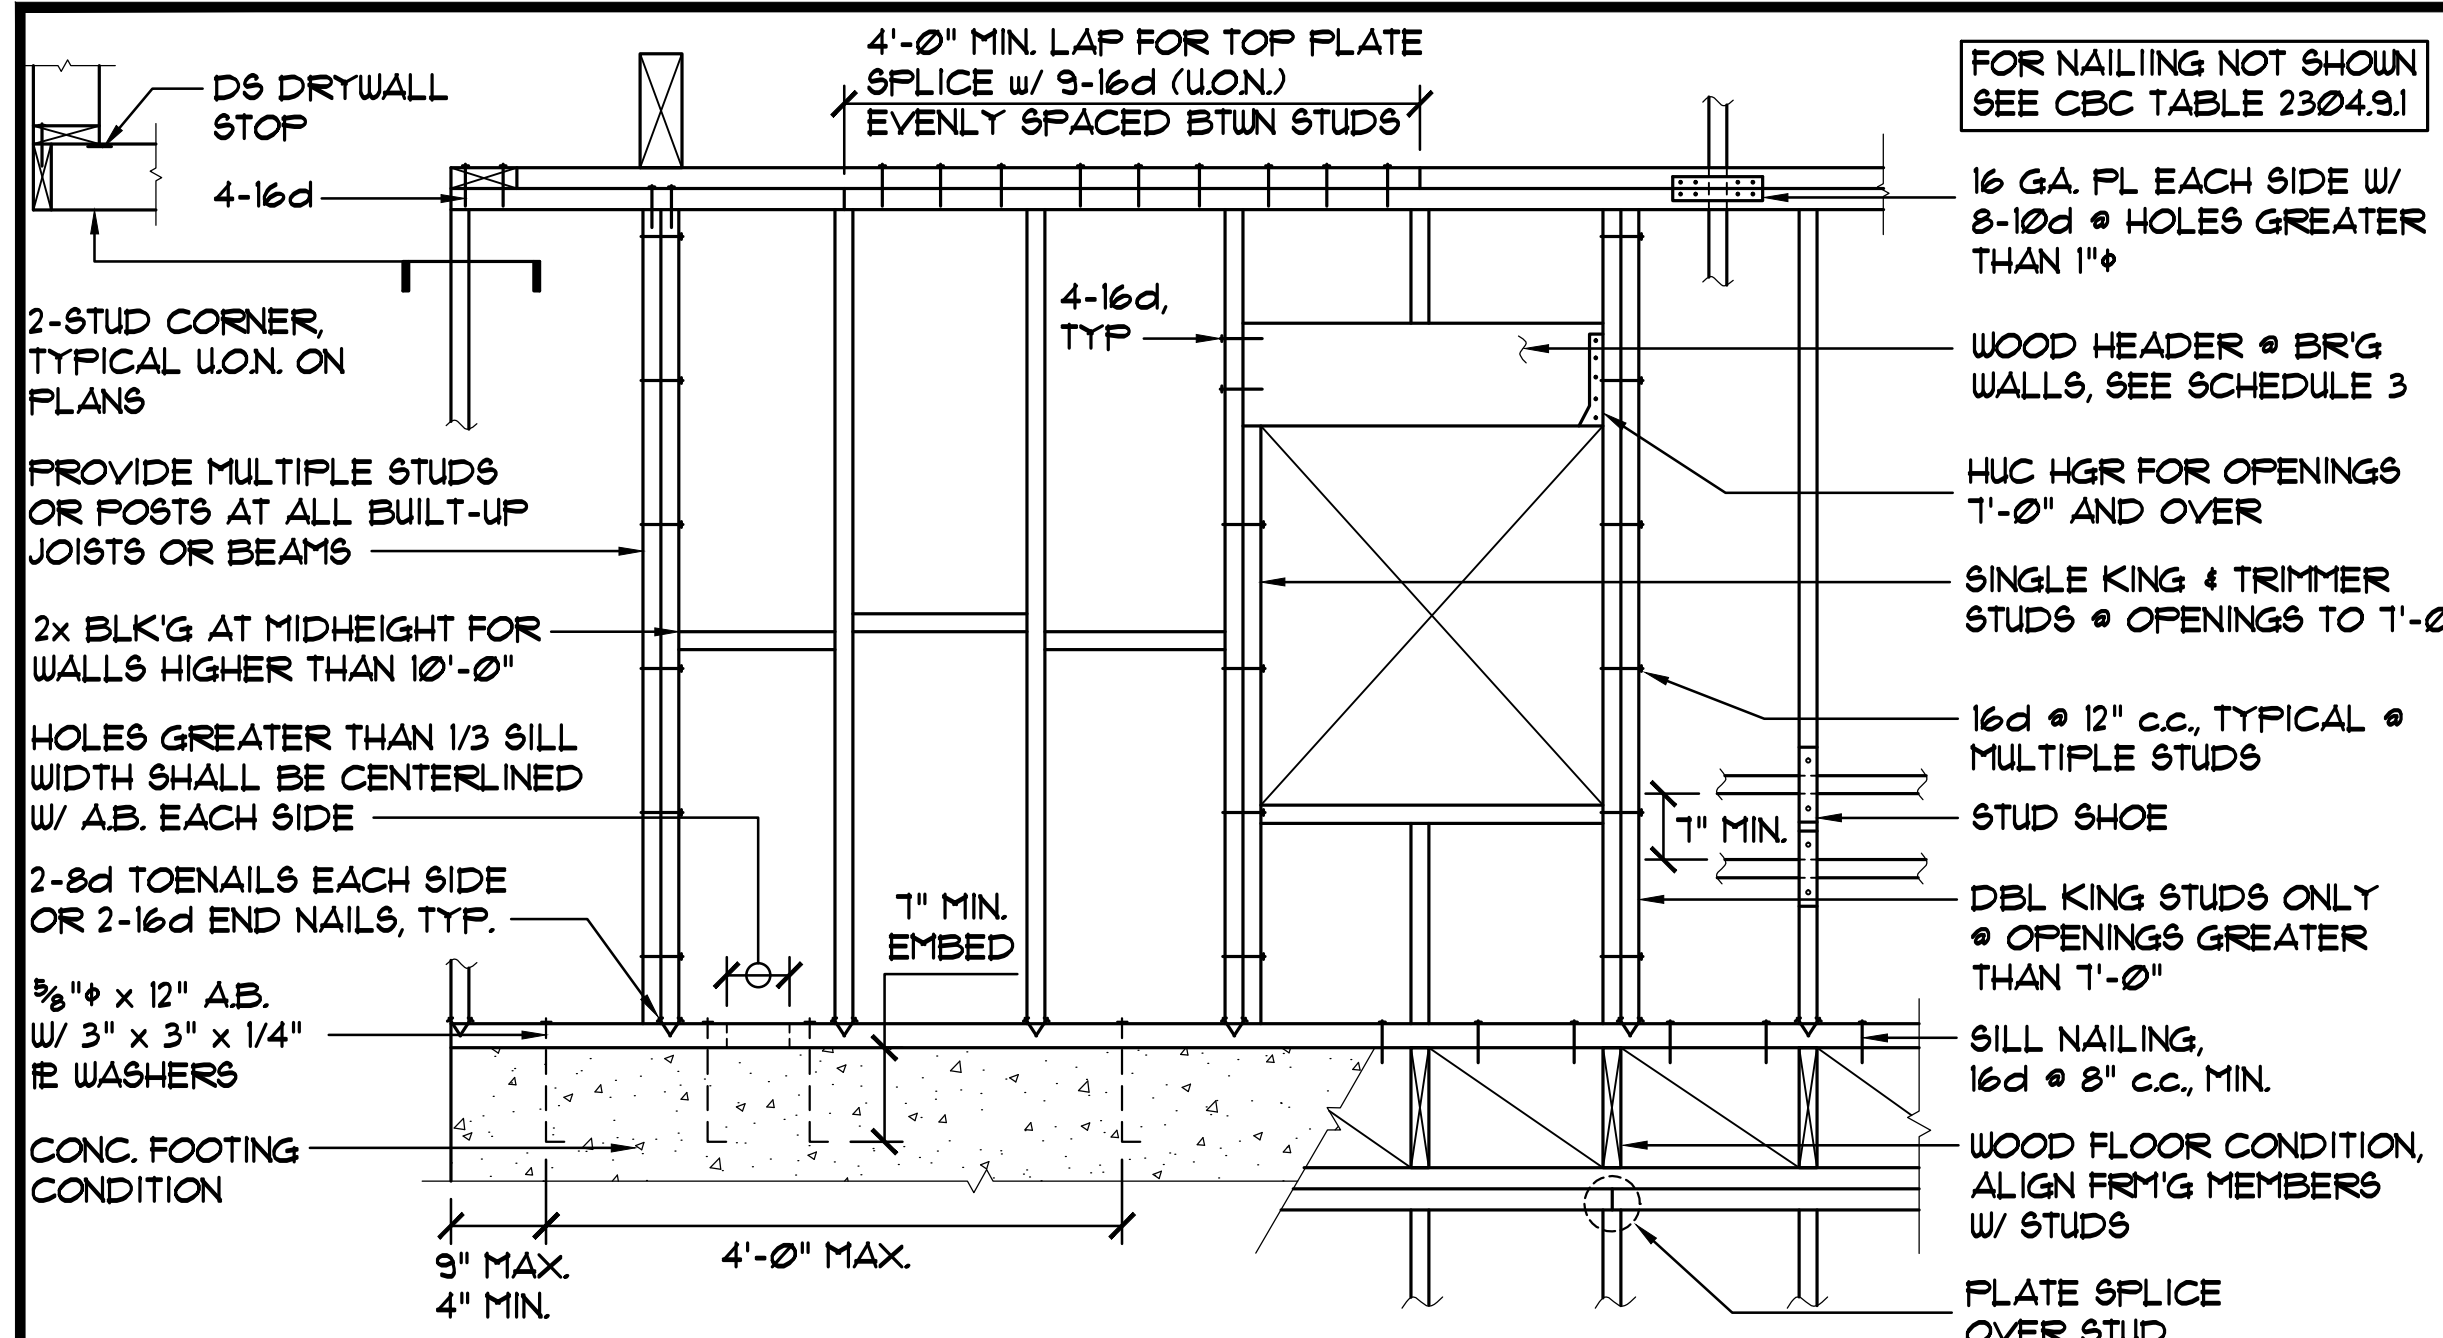 4'-0" MIN. LAP FOR TOP PLATE
SPLICE w/ 9-16d (U.O.N.)
EVENLY SPACED BTWN STUDS
FOR NAILIING NOT SHOWN
SEE CBC TABLE 2304.9.1
DS DRYWALL
STOP
4-16d
2-STUD CORNER,
TYPICAL U.O.N. ON
PLANS
PROVIDE MULTIPLE STUDS
OR POSTS AT ALL BUILT-UP
JOISTS OR BEAMS
2x BLK'G AT MIDHEIGHT FOR
WALLS HIGHER THAN 10'-0"
HOLES GREATER THAN 1/3 SILL
WIDTH SHALL BE CENTERLINED
W/ A.B. EACH SIDE
2-8d TOENAILS EACH SIDE
OR 2-16d END NAILS, TYP.
5/8"φ x 12" A.B.
W/ 3" x 3" x 1/4"
PL WASHERS
CONC. FOOTING
CONDITION
9" MAX.
4" MIN.
4'-0" MAX.
7" MIN.
EMBED
4-16d,
TYP
7" MIN.
16 GA. PL EACH SIDE W/
8-10d @ HOLES GREATER
THAN 1"φ
WOOD HEADER @ BR'G
WALLS, SEE SCHEDULE 3
HUC HGR FOR OPENINGS
7'-0" AND OVER
SINGLE KING & TRIMMER
STUDS @ OPENINGS TO 7'-0
16d @ 12" c.c., TYPICAL @
MULTIPLE STUDS
STUD SHOE
DBL KING STUDS ONLY
@ OPENINGS GREATER
THAN 7'-0"
SILL NAILING,
16d @ 8" c.c., MIN.
WOOD FLOOR CONDITION,
ALIGN FRM'G MEMBERS
W/ STUDS
PLATE SPLICE
OVER STUD